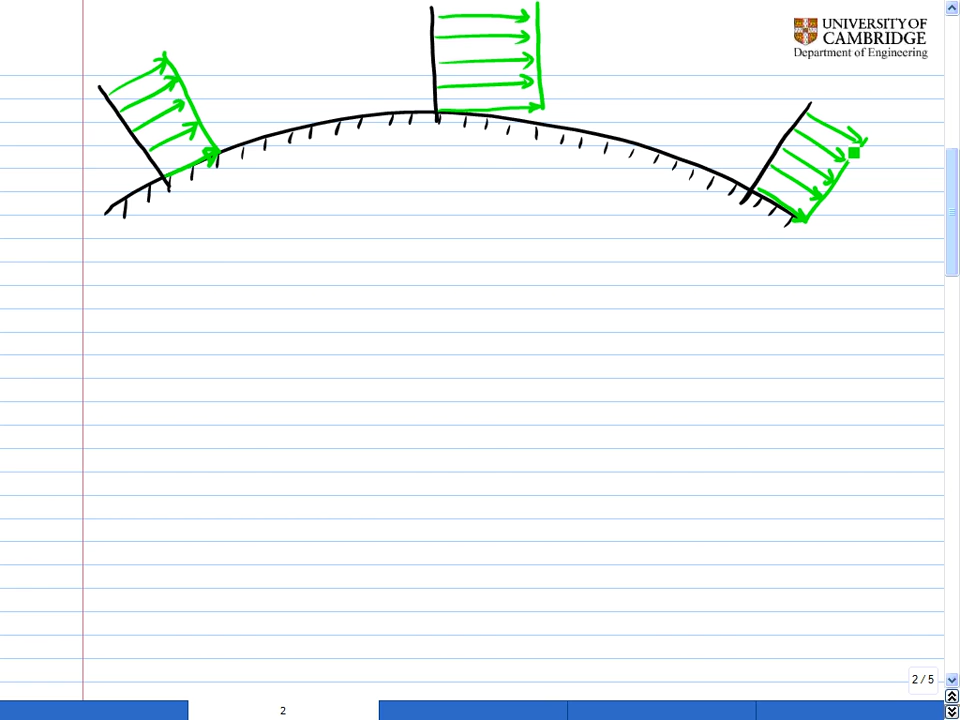 UNIVERSITY OF
CAMBRIDGE
Department of Engineering
2 / 5
2